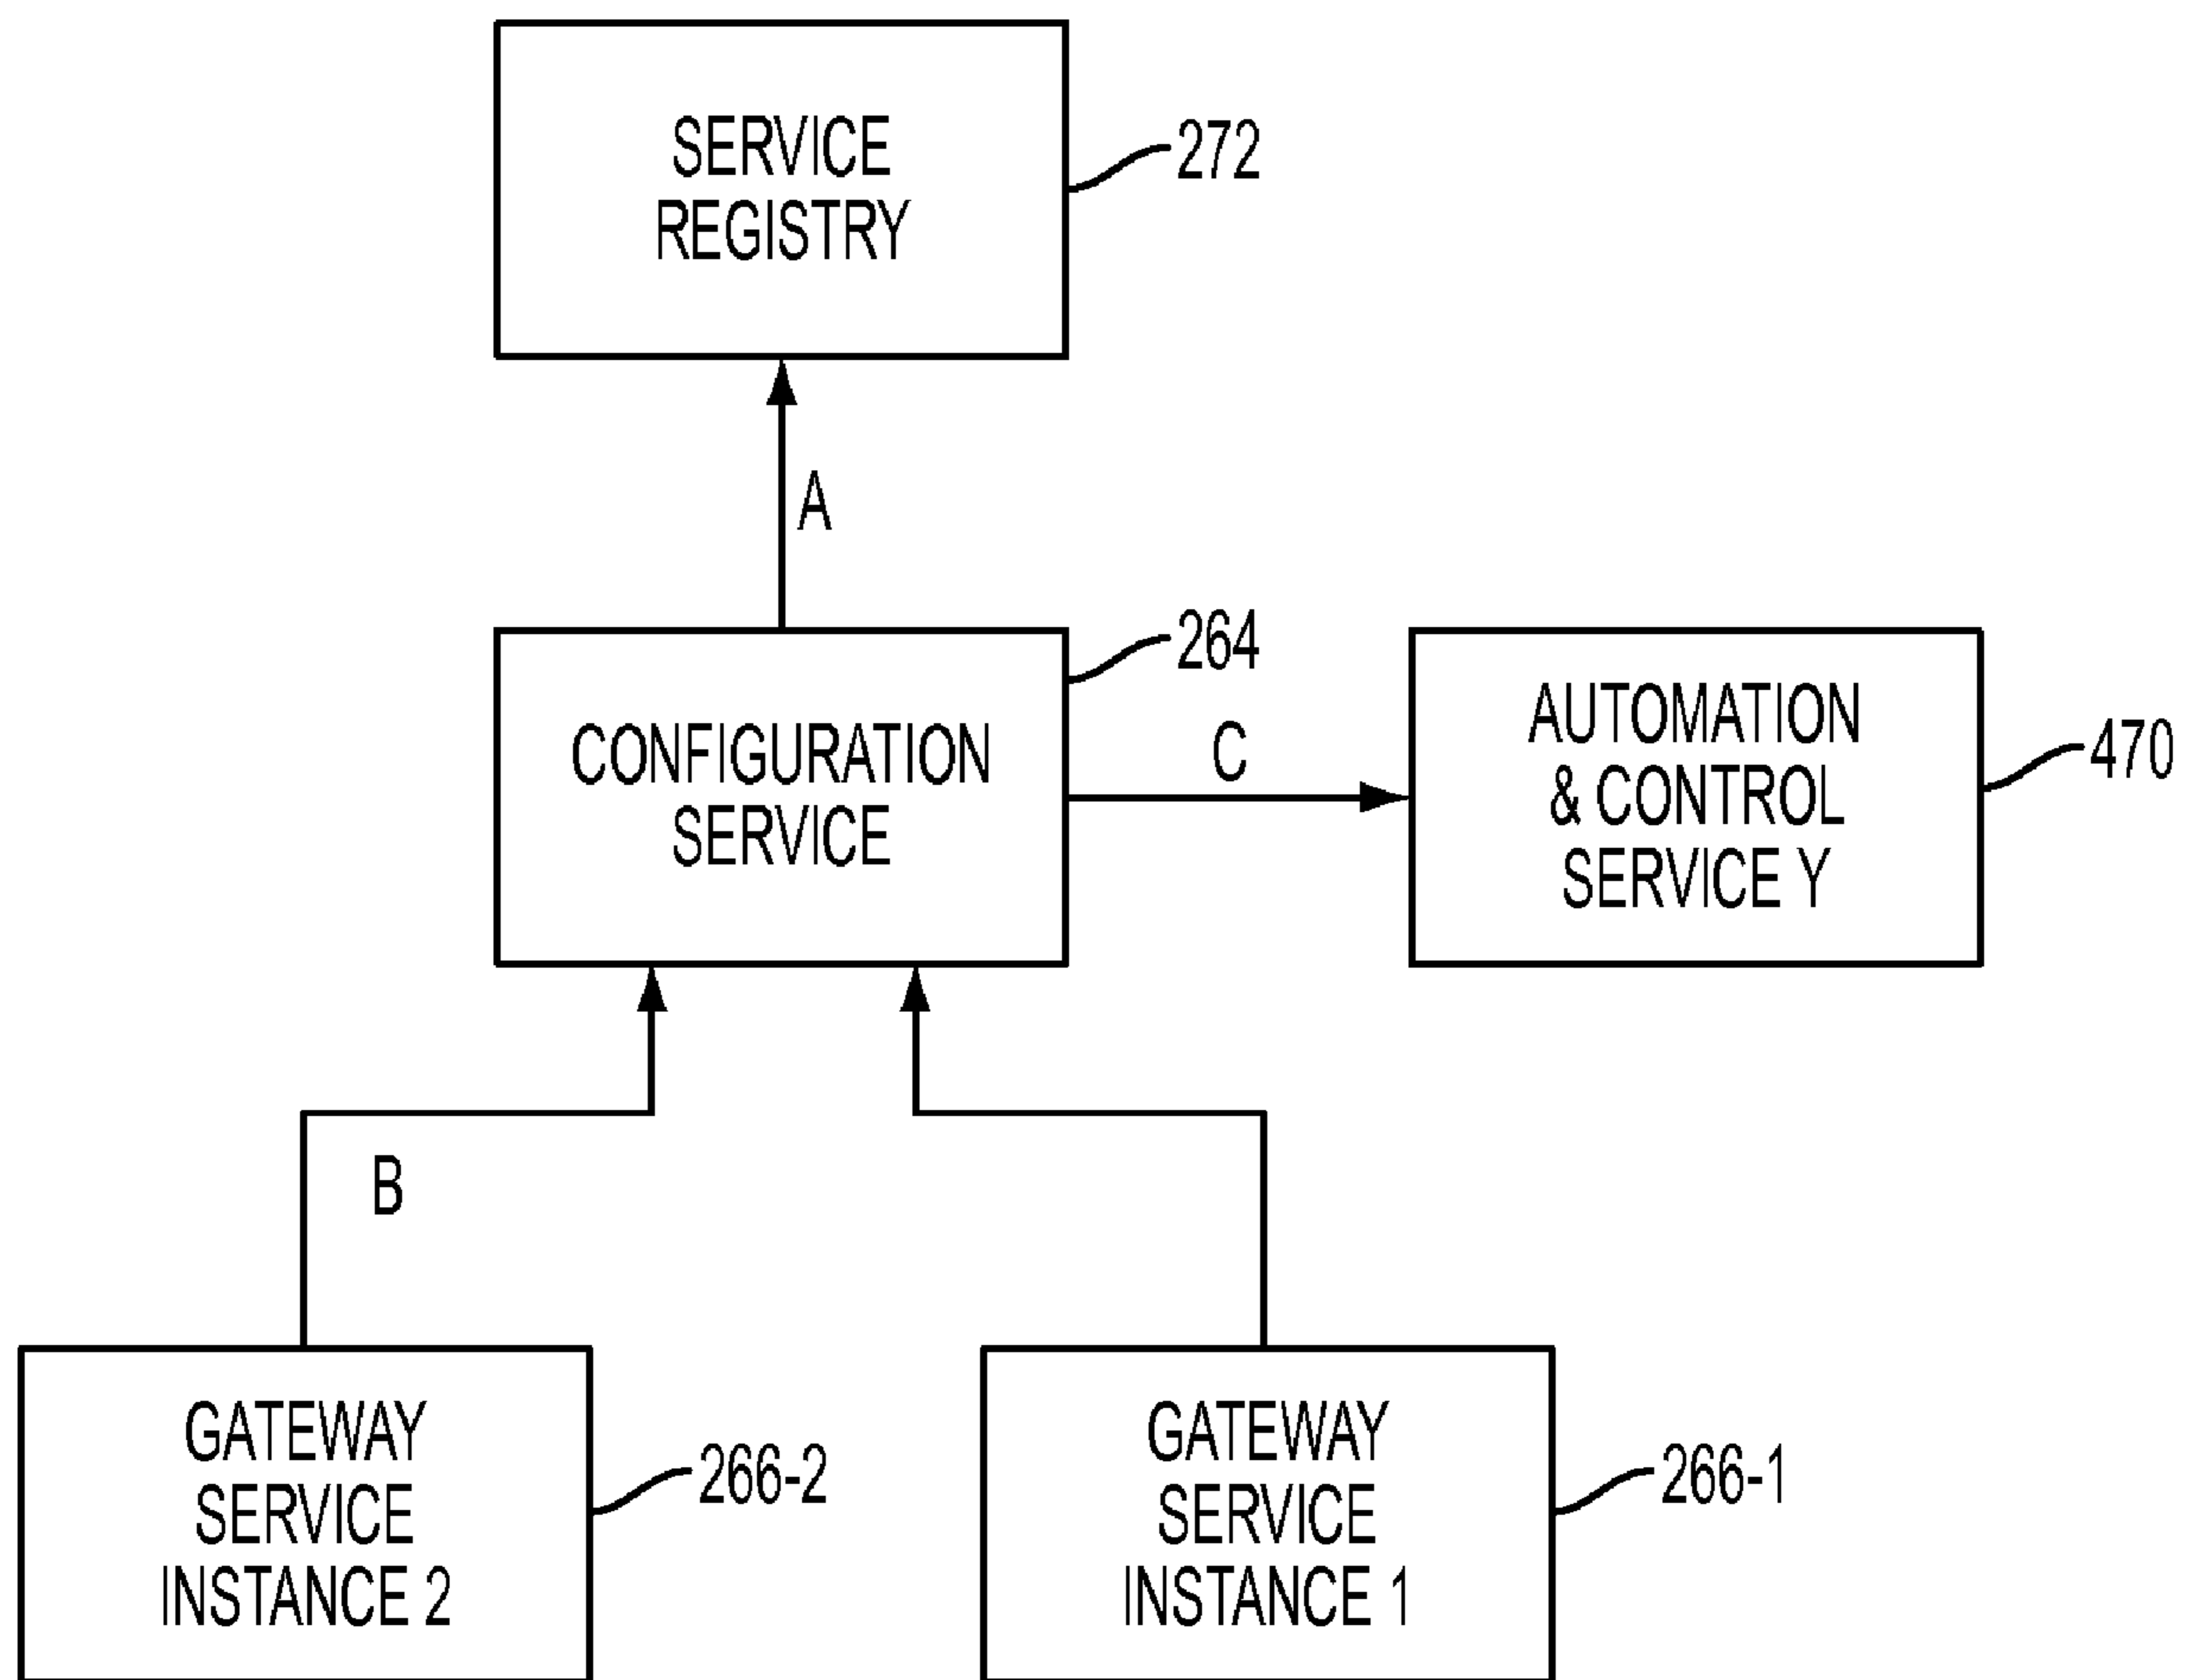 SERVICE
REGISTRY
272
A
264
CONFIGURATION
SERVICE
C
AUTOMATION
& CONTROL
SERVICE Y
470
B
GATEWAY
SERVICE
INSTANCE 2
266-2
GATEWAY
SERVICE
INSTANCE 1
266-1